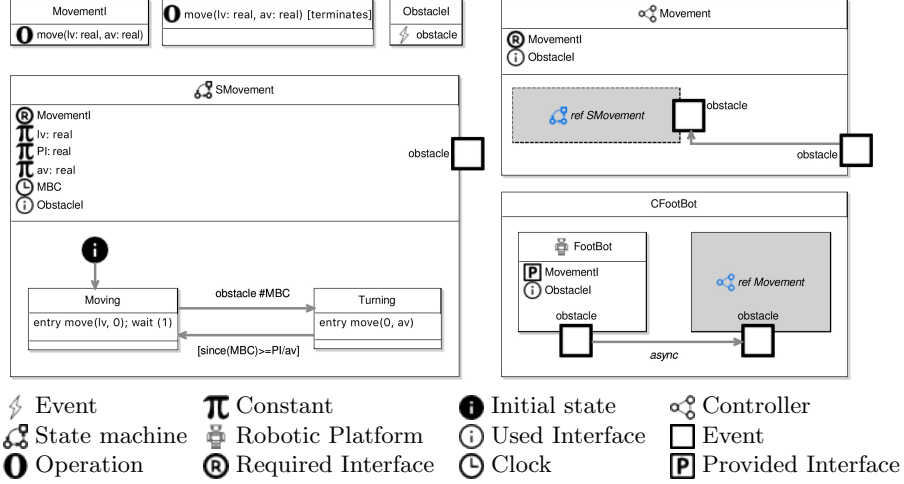 MovementI
move(lv: real, av: real)
move(lv: real, av: real) [terminates]
ObstacleI
obstacle
SMovement
R MovementI
lv: real
PI: real
av: real
MBC
i ObstacleI
obstacle
i
Moving
entry move(lv, 0); wait (1)
obstacle #MBC
[since(MBC)>=PI/av]
Turning
entry move(0, av)
Movement
R MovementI
i ObstacleI
ref SMovement
obstacle
obstacle
CFootBot
FootBot
P MovementI
i ObstacleI
obstacle
async
ref Movement
obstacle
Event
π Constant
i Initial state
Controller
State machine
Robotic Platform
i Used Interface
Event
O Operation
R Required Interface
Clock
P Provided Interface